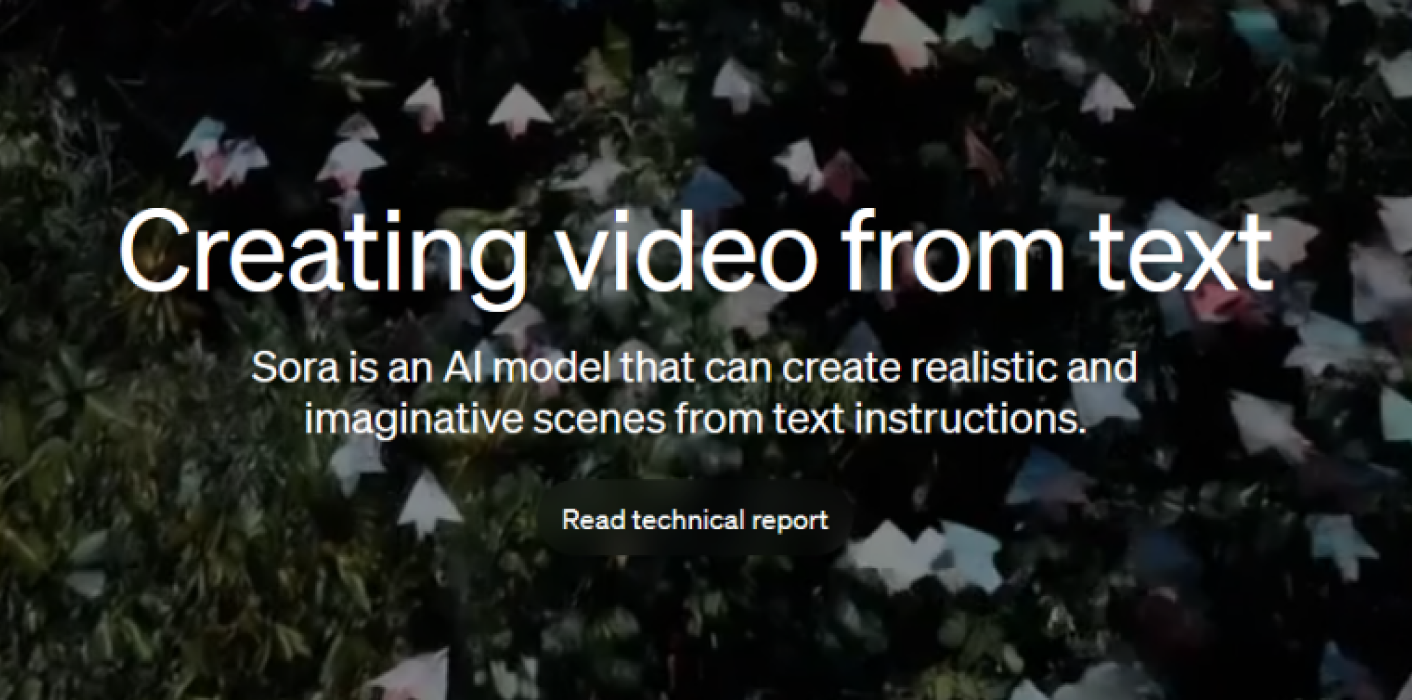 Creating video from text
Sora is an AI model that can create realistic and
imaginative scenes from text instructions.
Read technical report